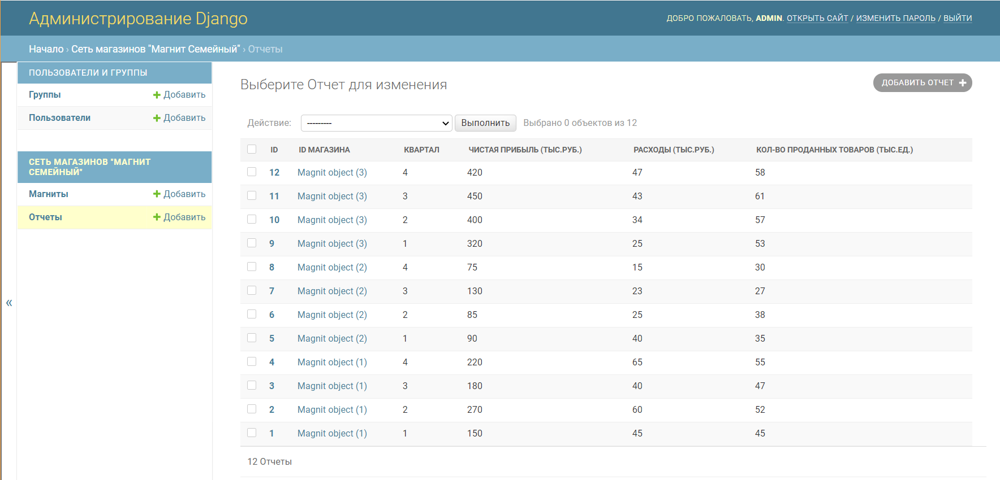 Администрирование Django
ДОБРО ПОЖАЛОВАТЬ, ADMIN. ОТКРЫТЬ САЙТ / ИЗМЕНИТЬ ПАРОЛЬ / ВЫЙТИ
Начало › Сеть магазинов "Магнит Семейный" › Отчеты
ПОЛЬЗОВАТЕЛИ И ГРУППЫ
Группы + Добавить
Пользователи + Добавить
СЕТЬ МАГАЗИНОВ "МАГНИТ
СЕМЕЙНЫЙ"
Магниты + Добавить
Отчеты + Добавить
«
Выберите Отчет для изменения
ДОБАВИТЬ ОТЧЕТ +
Действие: --------- Выполнить Выбрано 0 объектов из 12
ID ID МАГАЗИНА КВАРТАЛ ЧИСТАЯ ПРИБЫЛЬ (ТЫС.РУБ.) РАСХОДЫ (ТЫС.РУБ.) КОЛ-ВО ПРОДАННЫХ ТОВАРОВ (ТЫС.ЕД.)
12 Magnit object (3) 4 420 47 58
11 Magnit object (3) 3 450 43 61
10 Magnit object (3) 2 400 34 57
9 Magnit object (3) 1 320 25 53
8 Magnit object (2) 4 75 15 30
7 Magnit object (2) 3 130 23 27
6 Magnit object (2) 2 85 25 38
5 Magnit object (2) 1 90 40 35
4 Magnit object (1) 4 220 65 55
3 Magnit object (1) 3 180 40 47
2 Magnit object (1) 2 270 60 52
1 Magnit object (1) 1 150 45 45
12 Отчеты